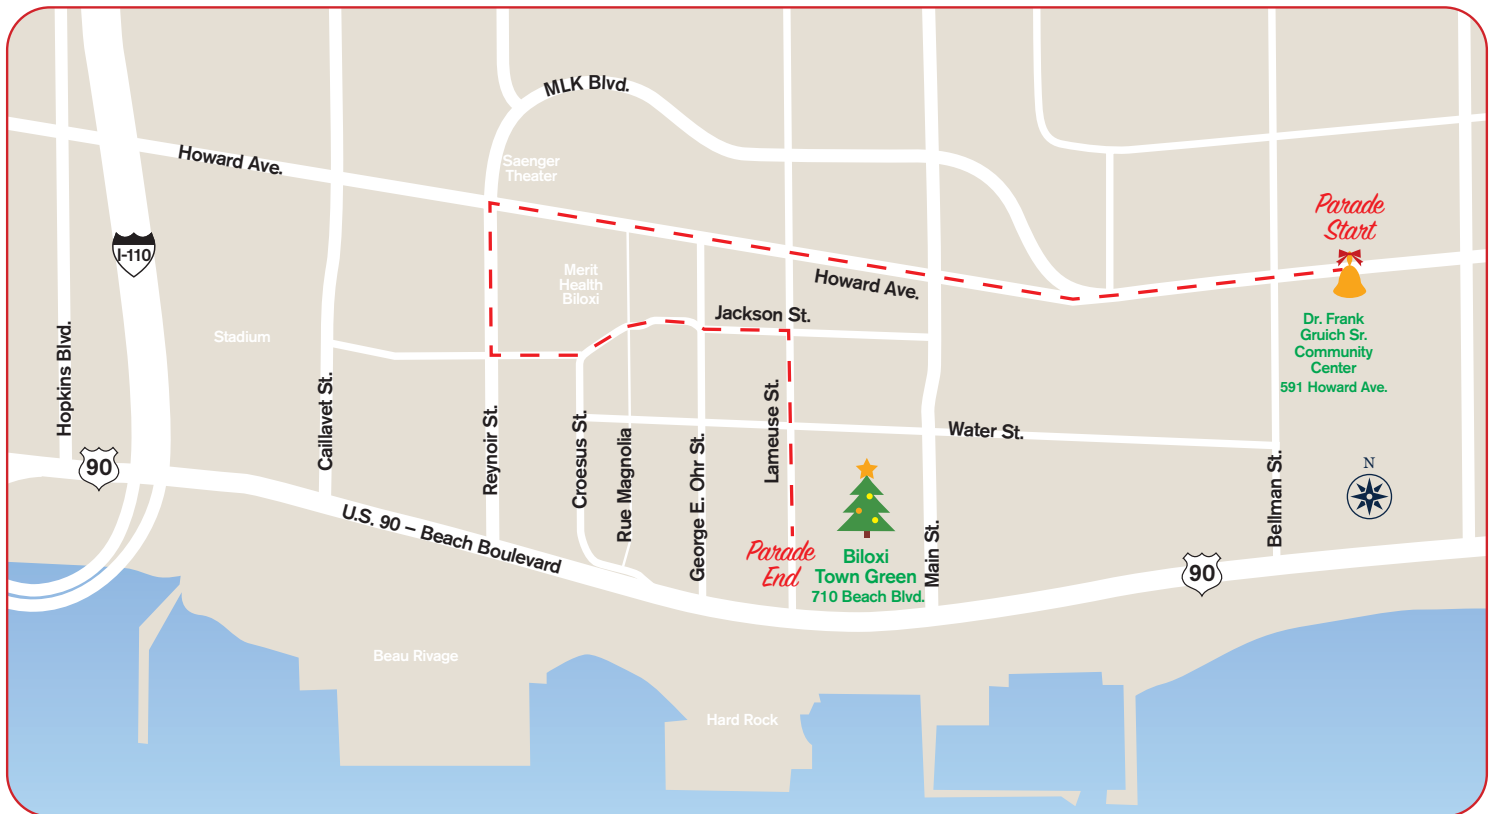 MLK Blvd.
Howard Ave.
Saenger
Theater
Parade
Start
I-110
Merit
Health
Biloxi
Howard Ave.
Jackson St.
Stadium
Dr. Frank
Gruich Sr.
Community
Center
591 Howard Ave.
Hopkins Blvd.
Caillavet St.
Reynoir St.
Croesus St.
Rue Magnolia
George E. Ohr St.
Lameuse St.
Water St.
Main St.
Bellman St.
N
90
U.S. 90 – Beach Boulevard
Parade
End
Biloxi
Town Green
710 Beach Blvd.
90
Beau Rivage
Hard Rock